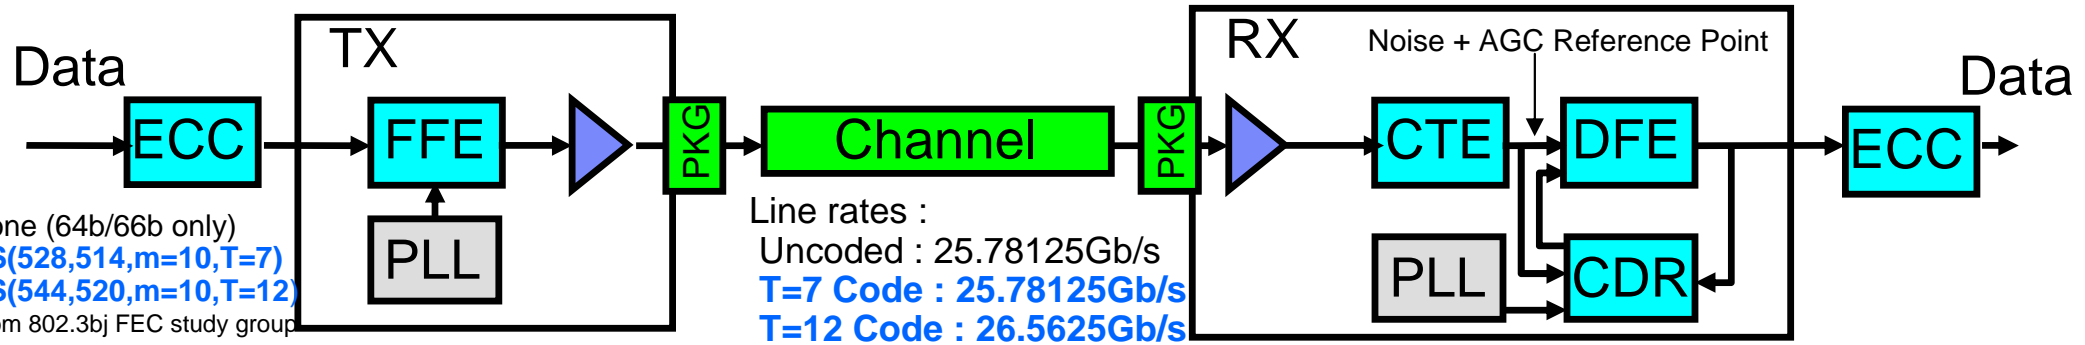 Data
ECC
TX
FFE
PLL
PKG
Channel
PKG
RX
Noise + AGC Reference Point
CTE
DFE
PLL
CDR
ECC
Data
one (64b/66b only)
S(528,514,m=10,T=7)
S(544,520,m=10,T=12)
om 802.3bj FEC study group
Line rates :
Uncoded : 25.78125Gb/s
T=7 Code : 25.78125Gb/s
T=12 Code : 26.5625Gb/s